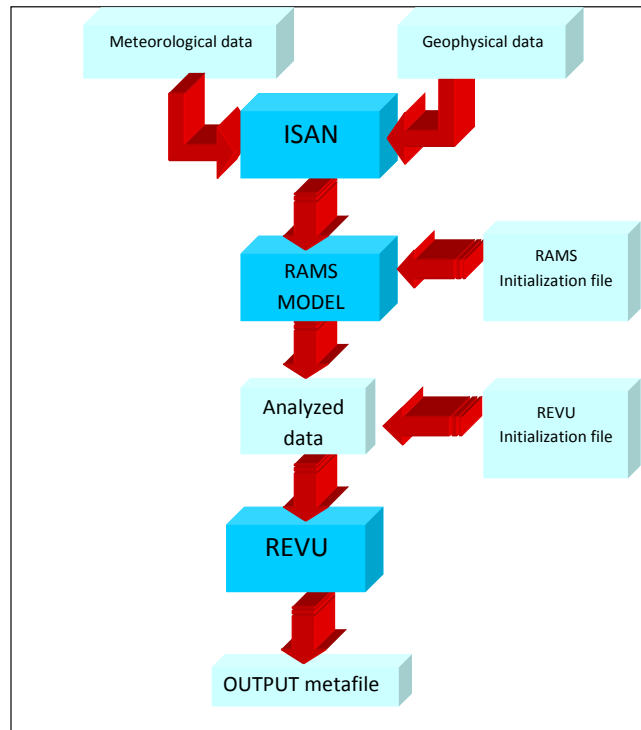 Meteorological data
Geophysical data
ISAN
RAMS
MODEL
RAMS
Initialization file
Analyzed
data
REVU
Initialization file
REVU
OUTPUT metafile